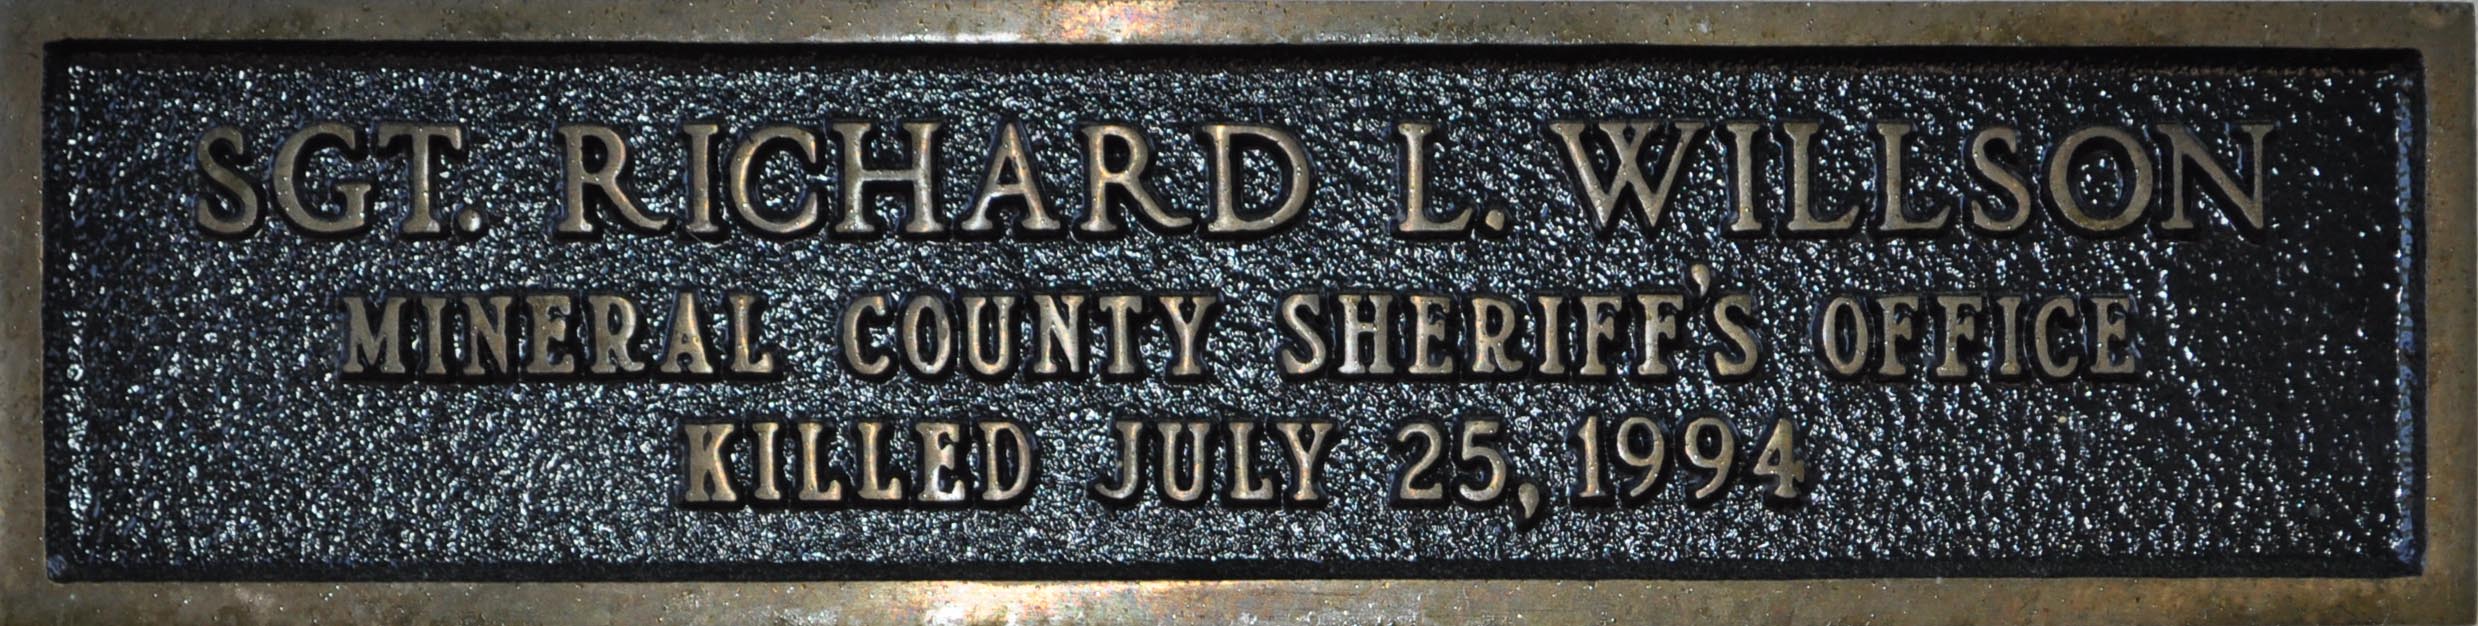 SGT. RICHARD L. WILLSON
MINERAL COUNTY SHERIFF'S OFFICE
KILLED JULY 25, 1994